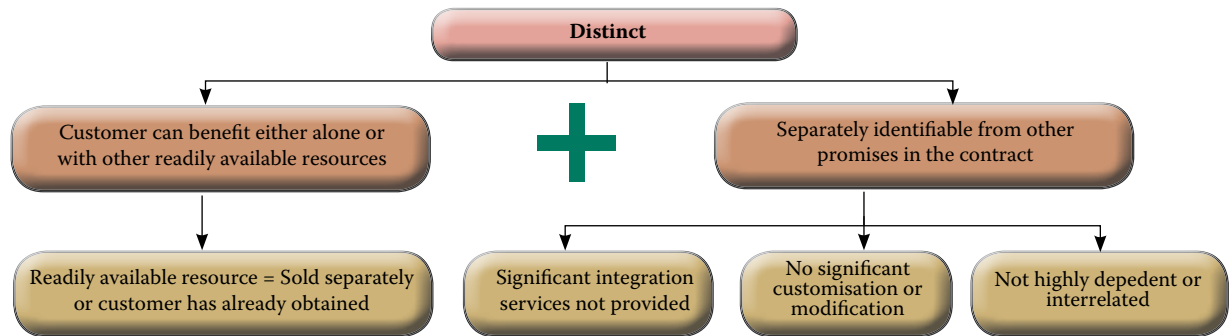 Distinct
Customer can benefit either alone or
with other readily available resources
Separately identifiable from other
promises in the contract
Readily available resource = Sold separately
or customer has already obtained
Significant integration
services not provided
No significant
customisation or
modification
Not highly depedent or
interrelated